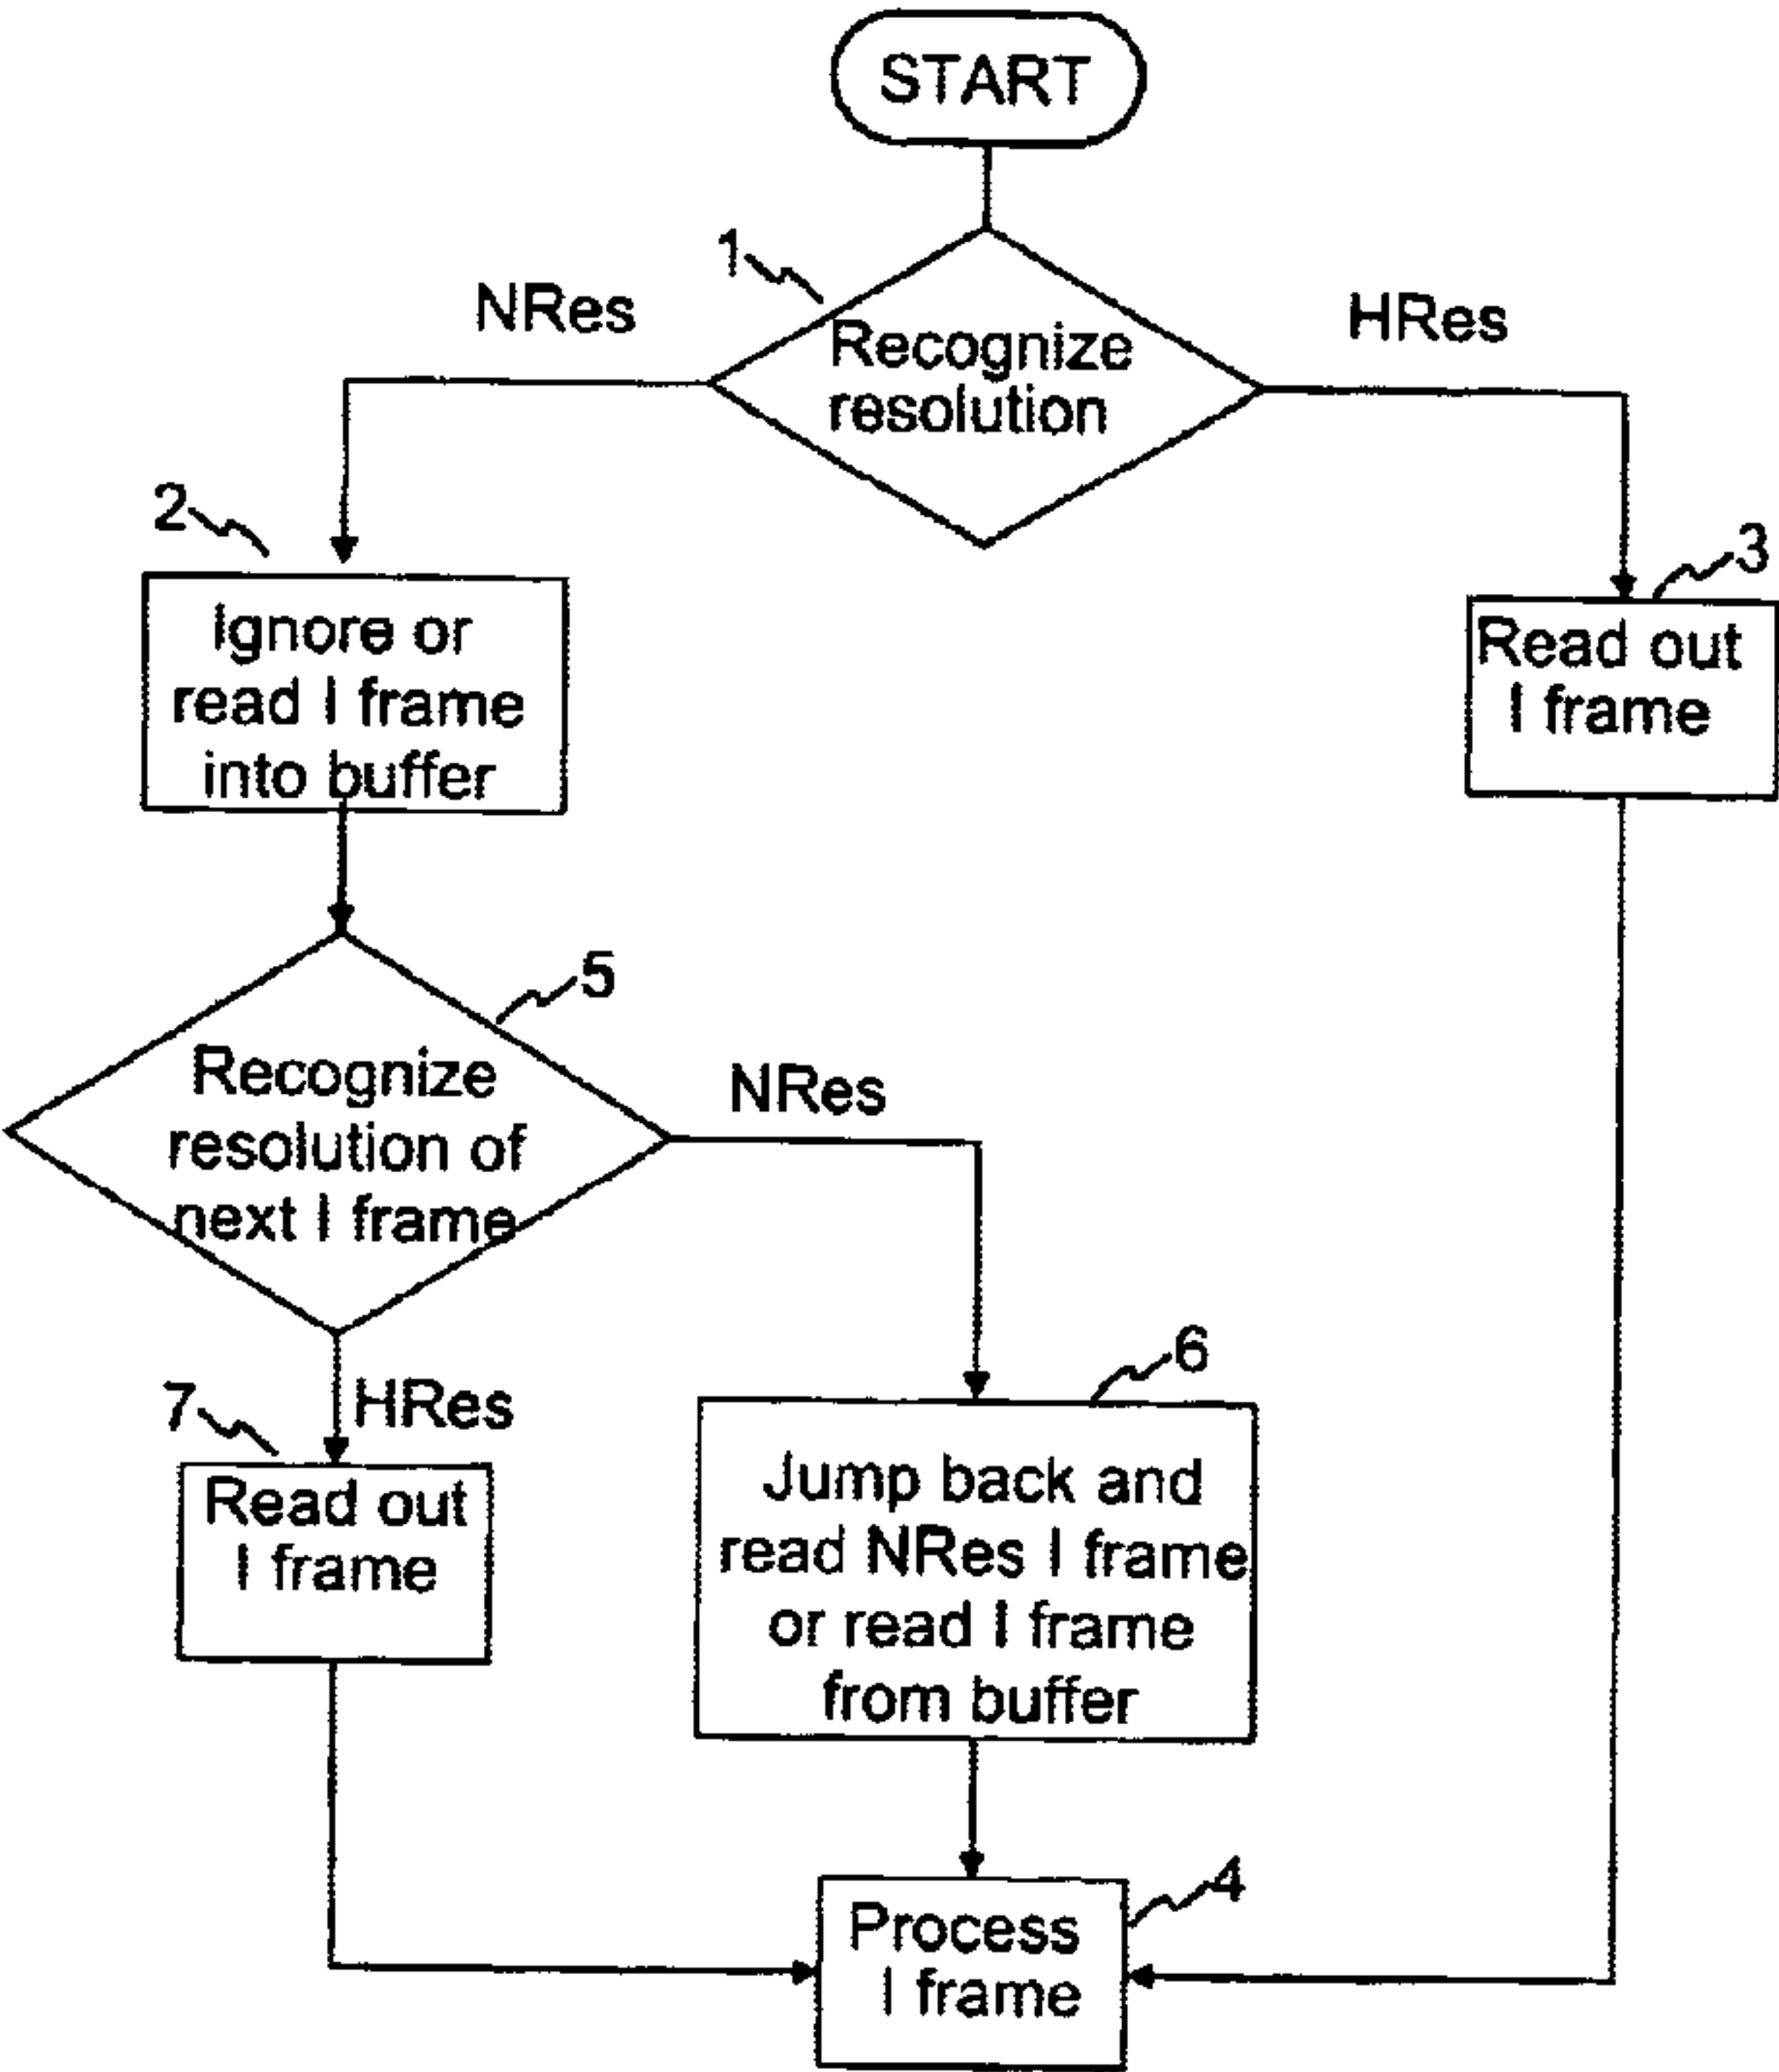 START
1
NRes
HRes
Recognize
resolution
2
3
Ignore or
read I frame
into buffer
Read out
I frame
5
Recognize
resolution of
next I frame
NRes
6
7
HRes
Read out
I frame
Jump back and
read NRes I frame
or read I frame
from buffer
4
Process
I frame